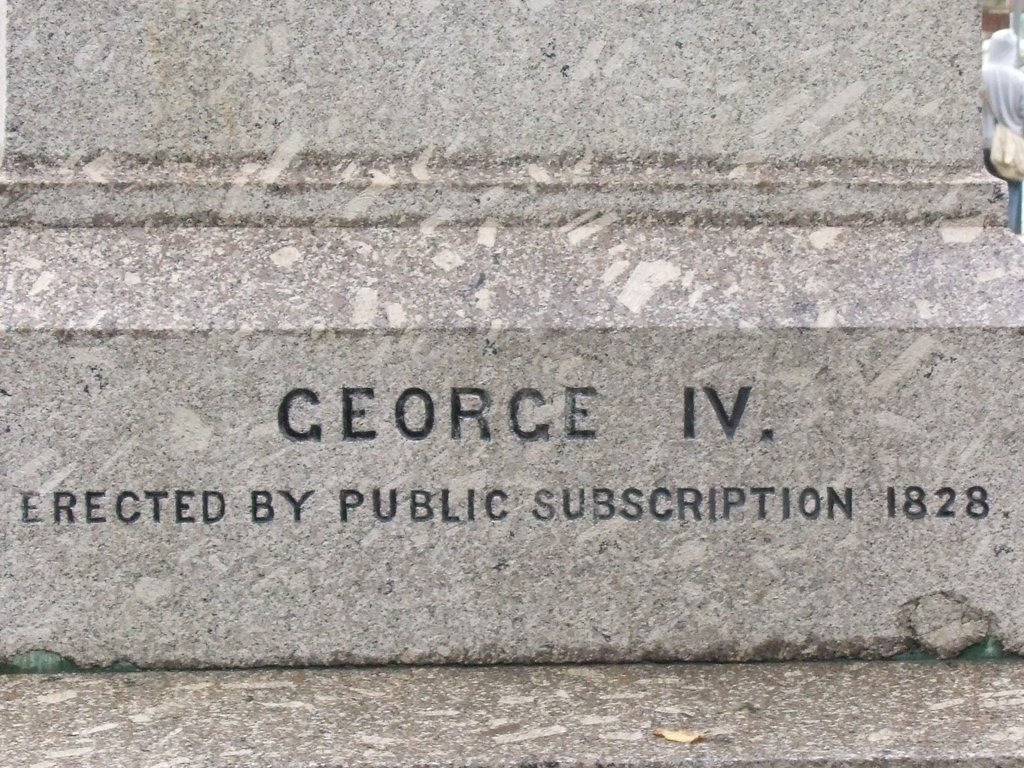 GEORGE IV.
ERECTED BY PUBLIC SUBSCRIPTION 1828.